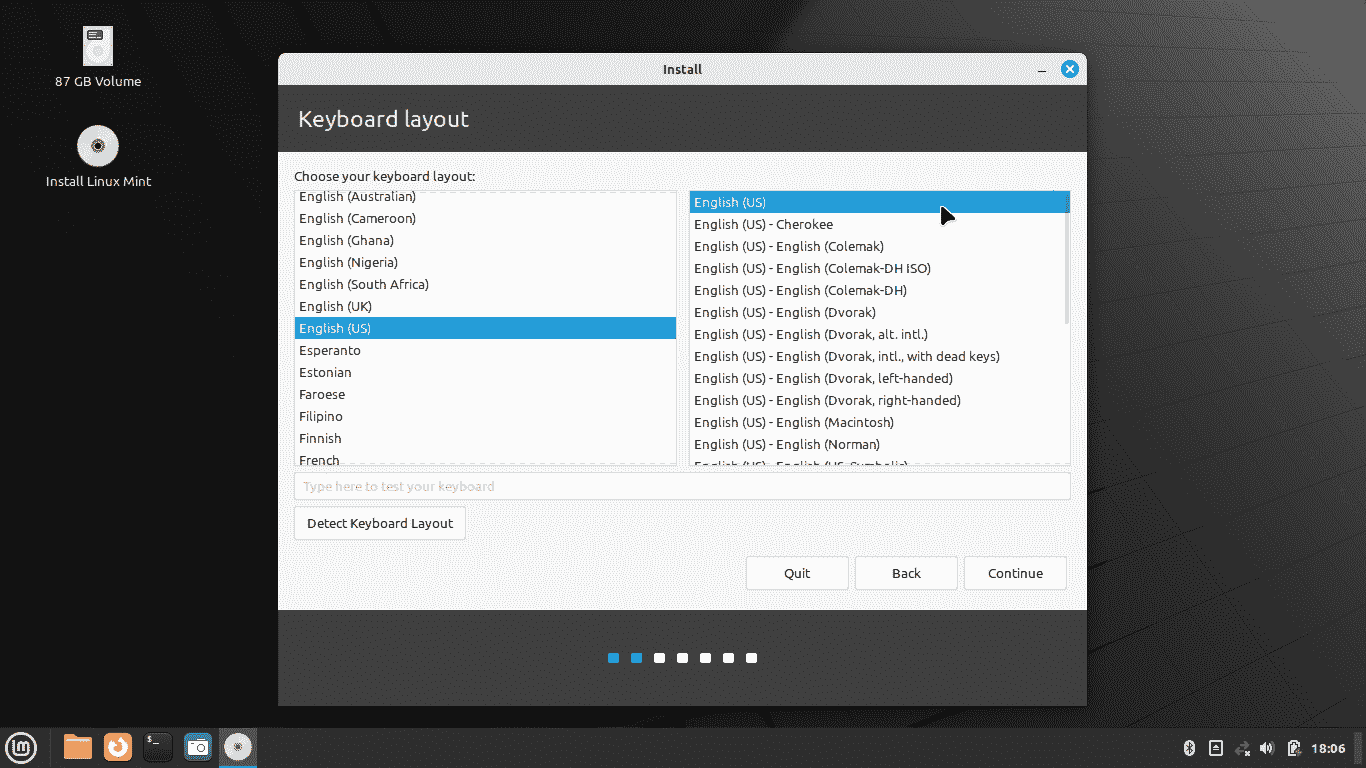 87 GB Volume
Install Linux Mint
Install
Keyboard layout
Choose your keyboard layout:
English (Australian)
English (Cameroon)
English (Ghana)
English (Nigeria)
English (South Africa)
English (UK)
English (US)
Esperanto
Estonian
Faroese
Filipino
Finnish
French
English (US)
English (US) - Cherokee
English (US) - English (Colemak)
English (US) - English (Colemak-DH ISO)
English (US) - English (Colemak-DH)
English (US) - English (Dvorak)
English (US) - English (Dvorak, alt. intl.)
English (US) - English (Dvorak, intl., with dead keys)
English (US) - English (Dvorak, left-handed)
English (US) - English (Dvorak, right-handed)
English (US) - English (Macintosh)
English (US) - English (Norman)
English (US) - English (US, Symbolic)
Type here to test your keyboard
Detect Keyboard Layout
Quit
Back
Continue
18:06